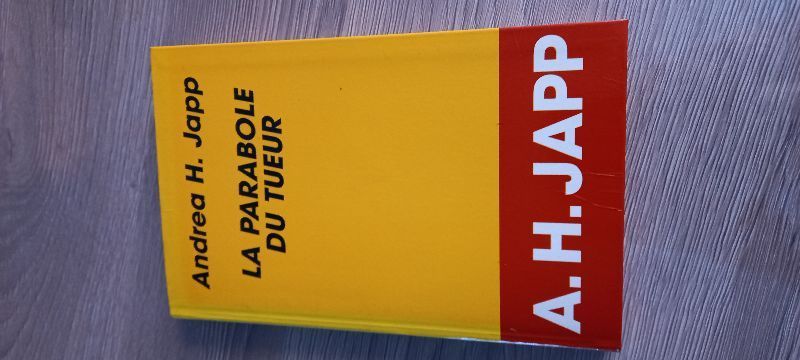 Andrea H. Japp
LA PARABOLE
DU TUEUR
A. H. JAPP